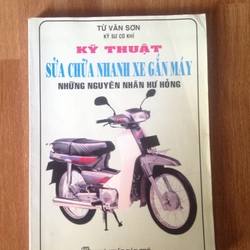 TỪ VĂN SƠN
KỸ SƯ CƠ KHÍ
KỸ THUẬT
SỬA CHỮA NHANH XE GẮN MÁY
NHỮNG NGUYÊN NHÂN HƯ HỎNG